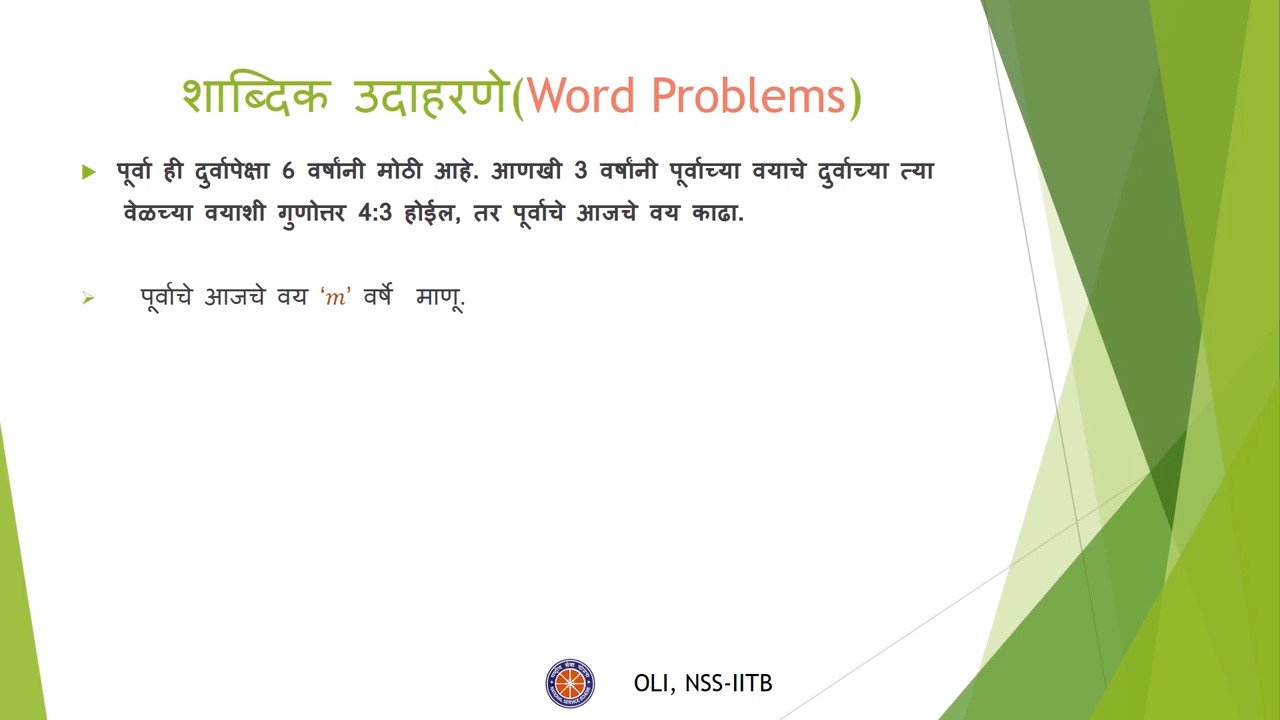 शाब्दिक उदाहरणे(Word Problems)
पूर्वा ही दुर्वापेक्षा 6 वर्षांनी मोठी आहे. आणखी 3 वर्षांनी पूर्वाच्या वयाचे दुर्वाच्या त्या
वेळच्या वयाशी गुणोत्तर 4:3 होईल, तर पूर्वाचे आजचे वय काढा.
पूर्वाचे आजचे वय ‘m’ वर्षे माणू.
OLI, NSS-IITB